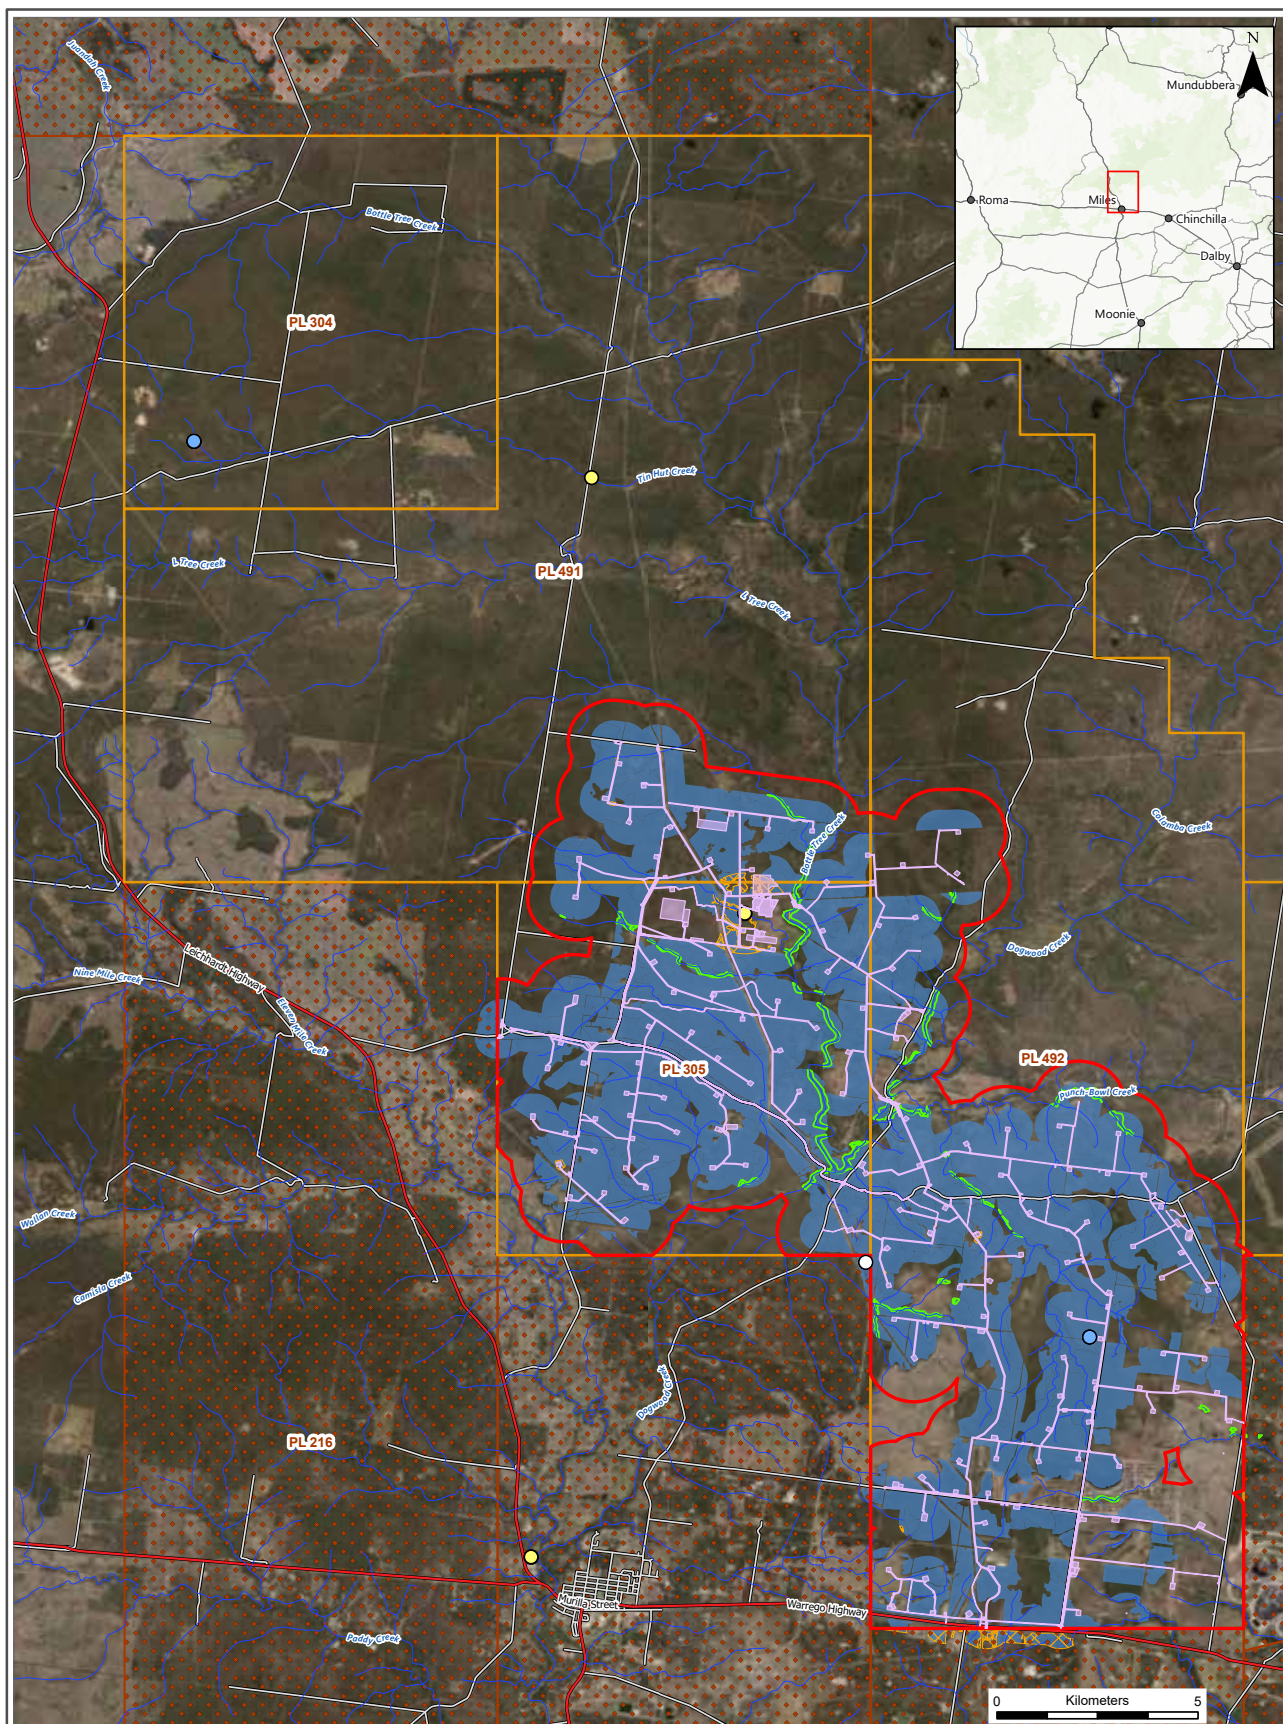 Juandah Creek
N
Mundubbera
Roma
Miles
Chinchilla
Dalby
Moonie
Bottle Tree Creek
PL 304
Tin Hut Creek
L Tree Creek
PL 491
L Tree Creek
Bottle Tree Creek
Columba Creek
Leichhardt Highway
Dogwood Creek
Nine Mile Creek
Eleven Mile Creek
PL 305
PL 492
Punch-Bowl Creek
Wallan Creek
Camisla Creek
Dogwood Creek
PL 216
Murilla Street
Warrego Highway
Paddy Creek
0 Kilometers 5